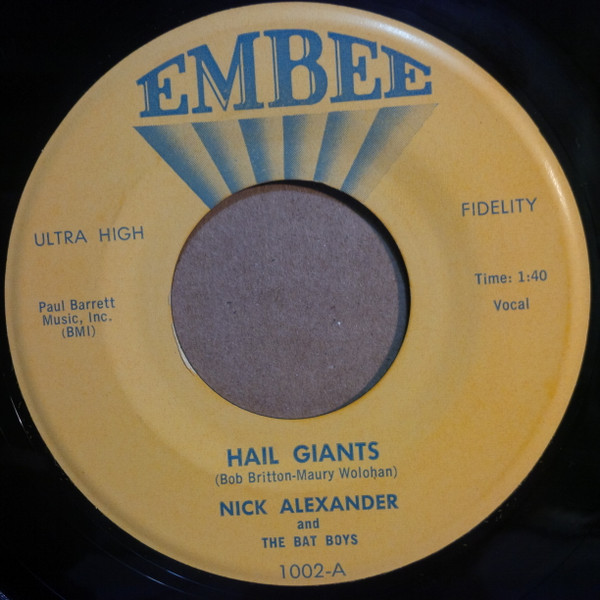 EMBEE
ULTRA HIGH
FIDELITY
Paul Barrett
Music, Inc.
(BMI)
Time: 1:40
Vocal
HAIL GIANTS
(Bob Britton-Maury Wolohan)
NICK ALEXANDER
and
THE BAT BOYS
1002-A